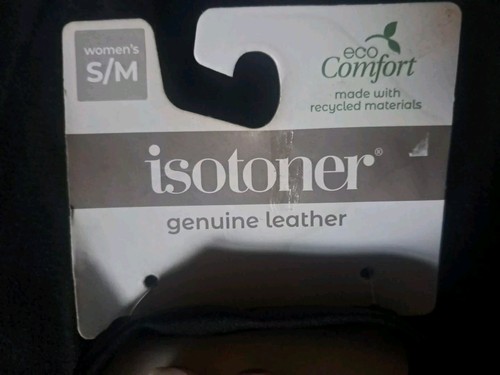 women's
S/M
eco
Comfort
made with
recycled materials
isotoner®
genuine leather